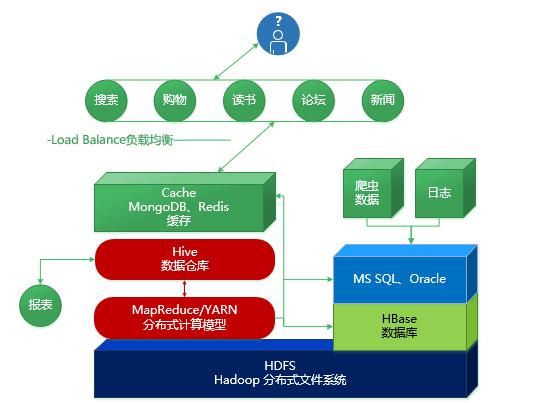 ?
搜索
购物
读书
论坛
新闻
-Load Balance负载均衡
Cache
MongoDB、Redis
缓存
爬虫
数据
日志
Hive
数据仓库
MS SQL、Oracle
报表
MapReduce/YARN
分布式计算模型
HBase
数据库
HDFS
Hadoop 分布式文件系统